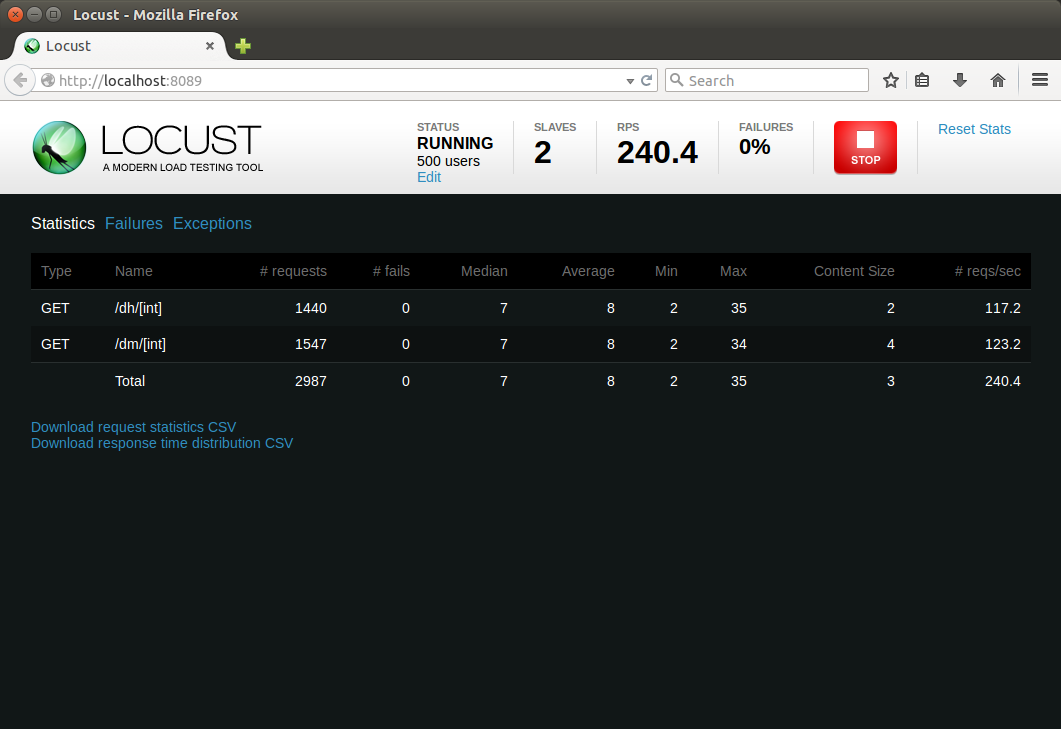 Locust - Mozilla Firefox
Locust
http://localhost:8089
Search
LOCUST
A MODERN LOAD TESTING TOOL
STATUS
RUNNING
500 users
Edit
SLAVES
2
RPS
240.4
FAILURES
0%
STOP
Reset Stats
Statistics Failures Exceptions
Type Name # requests # fails Median Average Min Max Content Size # reqs/sec
GET /dh/[int] 1440 0 7 8 2 35 2 117.2
GET /dm/[int] 1547 0 7 8 2 34 4 123.2
Total 2987 0 7 8 2 35 3 240.4
Download request statistics CSV
Download response time distribution CSV